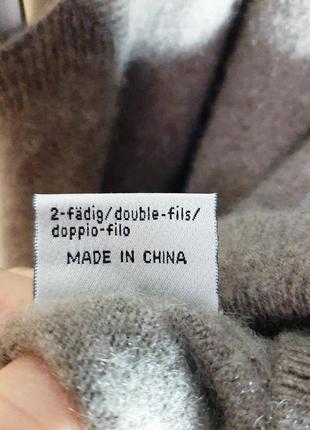 2-fädig/double-fils/
doppio-filo
MADE IN CHINA